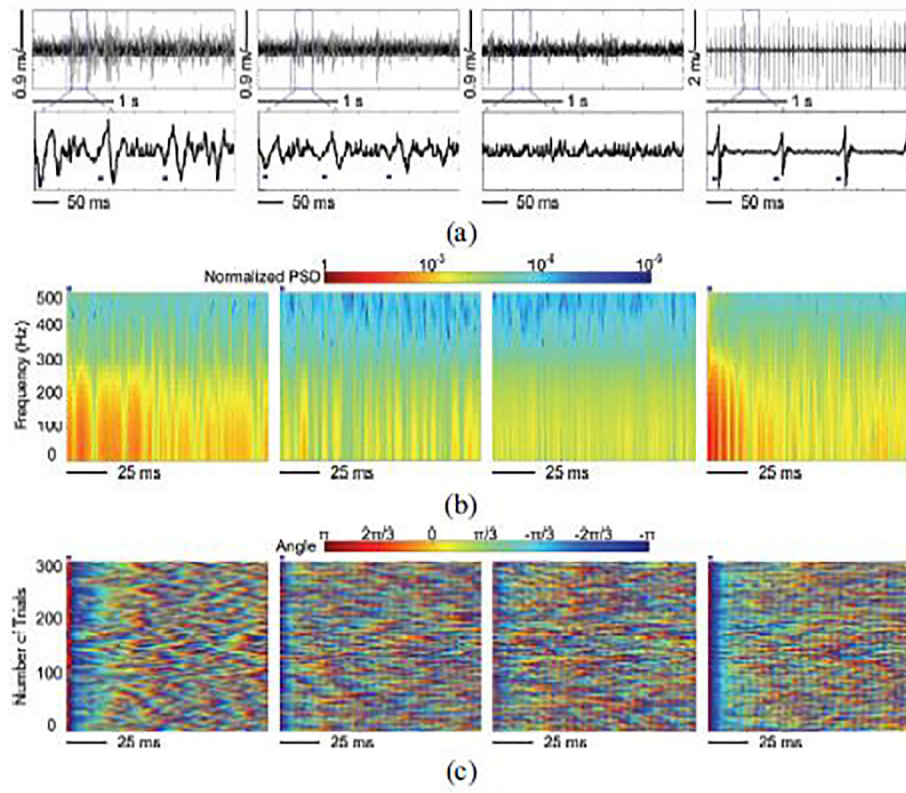 0.9 mV 0.9 mV 0.9 mV 2 mV
1 s 1 s 1 s 1 s
50 ms 50 ms 50 ms 50 ms
(a)
1 10⁻³ 10⁻⁹
Normalized PSD
500
400
300
200
100
0
Frequency (Hz)
25 ms 25 ms 25 ms 25 ms
(b)
Angle π 2π/3 0 π/3 -π/3 -2π/3 -π
300
200
100
0
Number of Trials
25 ms 25 ms 25 ms 25 ms
(c)